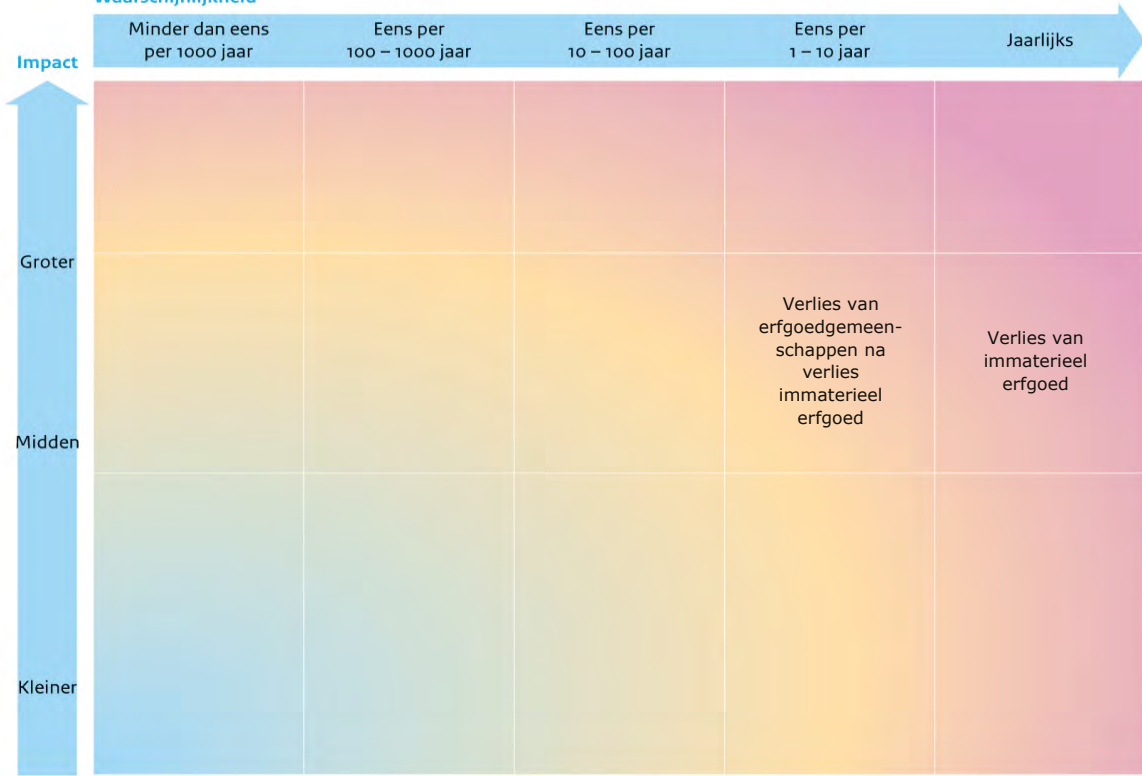 Waarschijnlijkheid
Minder dan eens
per 1000 jaar
Eens per
100 – 1000 jaar
Eens per
10 – 100 jaar
Eens per
1 – 10 jaar
Jaarlijks
Impact
Groter
Midden
Kleiner
Verlies van
erfgoedgemeen-
schappen na
verlies
immaterieel
erfgoed
Verlies van
immaterieel
erfgoed